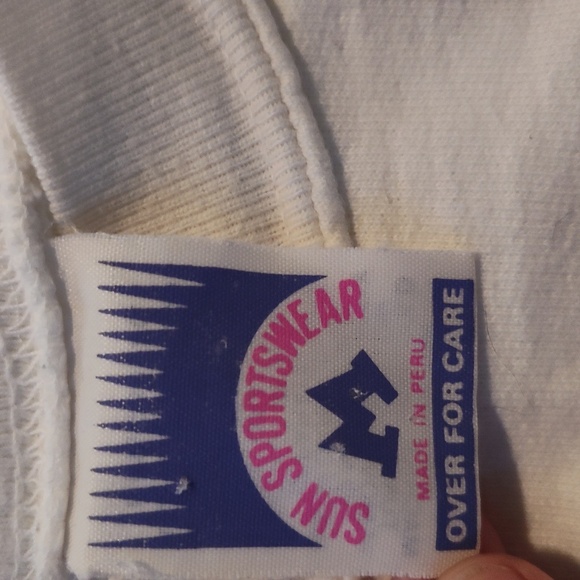 SUN SPORTSWEAR
M
MADE IN PERU
OVER FOR CARE